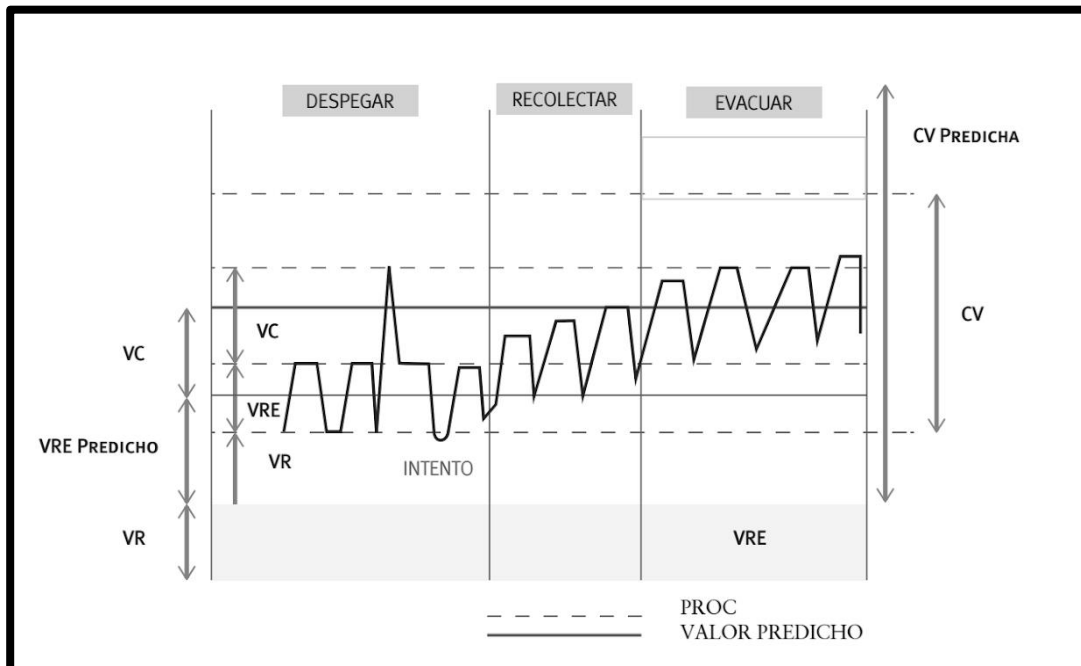 DESPEGAR
RECOLECTAR
EVACUAR
CV PREDICHA
CV
VC
VC
VRE
VRE PREDICHO
VR
INTENTO
VR
VRE
PROC
VALOR PREDICHO